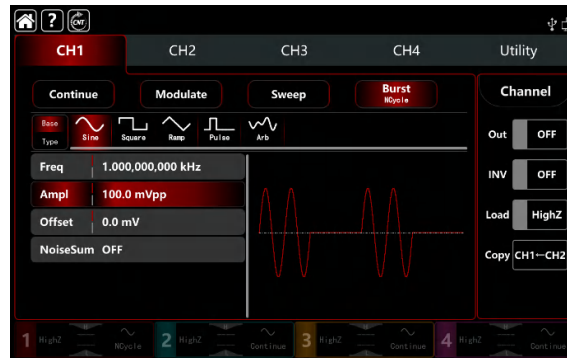 ? CNT
CH1 CH2 CH3 CH4 Utility
Continue Modulate Sweep Burst NCycle Channel
Base Type Sine Square Ramp Pulse Arb
Out OFF
Freq 1.000,000,000 kHz
INV OFF
Ampl 100.0 mVpp
Load HighZ
Offset 0.0 mV
NoiseSum OFF
Copy CH1←CH2
1 HighZ NCycle 2 HighZ Continue 3 HighZ Continue 4 HighZ Continue